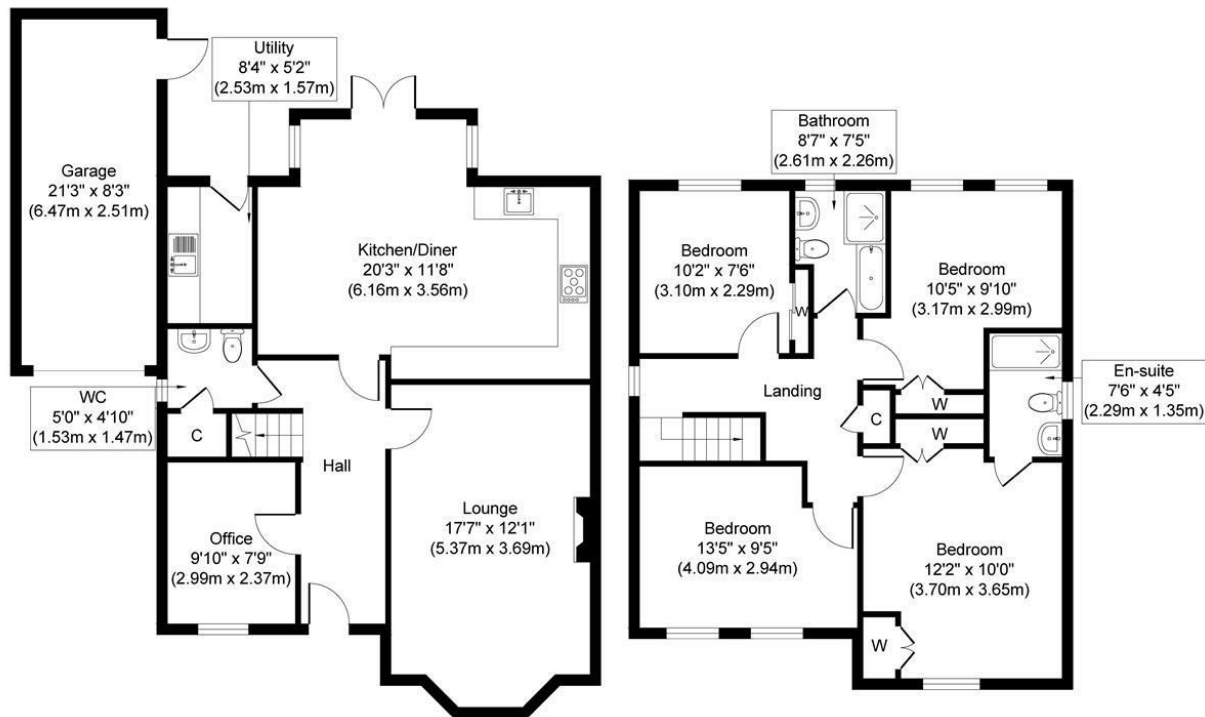 Utility
8'4" x 5'2"
(2.53m x 1.57m)
Garage
21'3" x 8'3"
(6.47m x 2.51m)
Kitchen/Diner
20'3" x 11'8"
(6.16m x 3.56m)
WC
5'0" x 4'10"
(1.53m x 1.47m)
C
Hall
Office
9'10" x 7'9"
(2.99m x 2.37m)
Lounge
17'7" x 12'1"
(5.37m x 3.69m)
Bathroom
8'7" x 7'5"
(2.61m x 2.26m)
Bedroom
10'2" x 7'6"
(3.10m x 2.29m)
W
Bedroom
10'5" x 9'10"
(3.17m x 2.99m)
En-suite
7'6" x 4'5"
(2.29m x 1.35m)
Landing
W
C
W
Bedroom
13'5" x 9'5"
(4.09m x 2.94m)
Bedroom
12'2" x 10'0"
(3.70m x 3.65m)
W